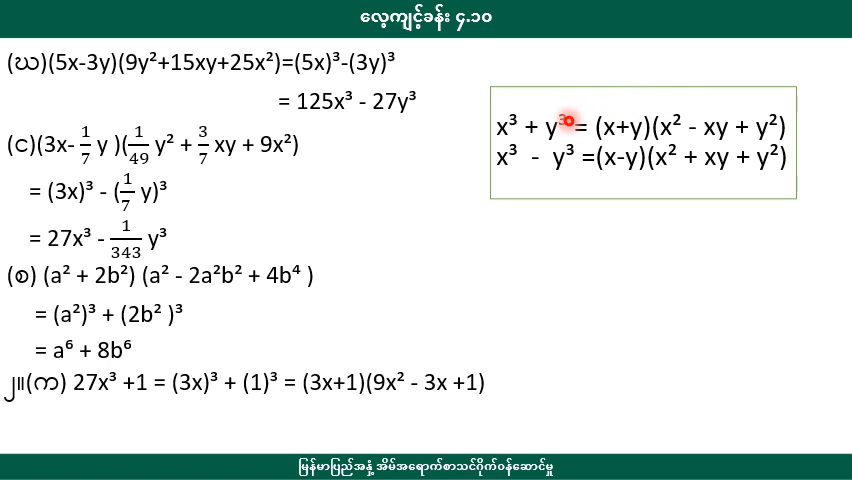 လေ့ကျင့်ခန်း ၄.၁၀
(ဃ)(5x-3y)(9y²+15xy+25x²)=(5x)³-(3y)³
= 125x³ - 27y³
x³ + y³ = (x+y)(x² - xy + y²)
x³ - y³ =(x-y)(x² + xy + y²)
(င)(3x- 1/7 y )(1/49 y² + 3/7 xy + 9x²)
= (3x)³ - (1/7 y)³
= 27x³ - 1/343 y³
(စ) (a² + 2b²) (a² - 2a²b² + 4b⁴ )
= (a²)³ + (2b² )³
= a⁶ + 8b⁶
၂။(က) 27x³ +1 = (3x)³ + (1)³ = (3x+1)(9x² - 3x +1)
မြန်မာပြည်အနှံ့ အိမ်အရောက်စာသင်ဂိုက်ဝန်ဆောင်မှု